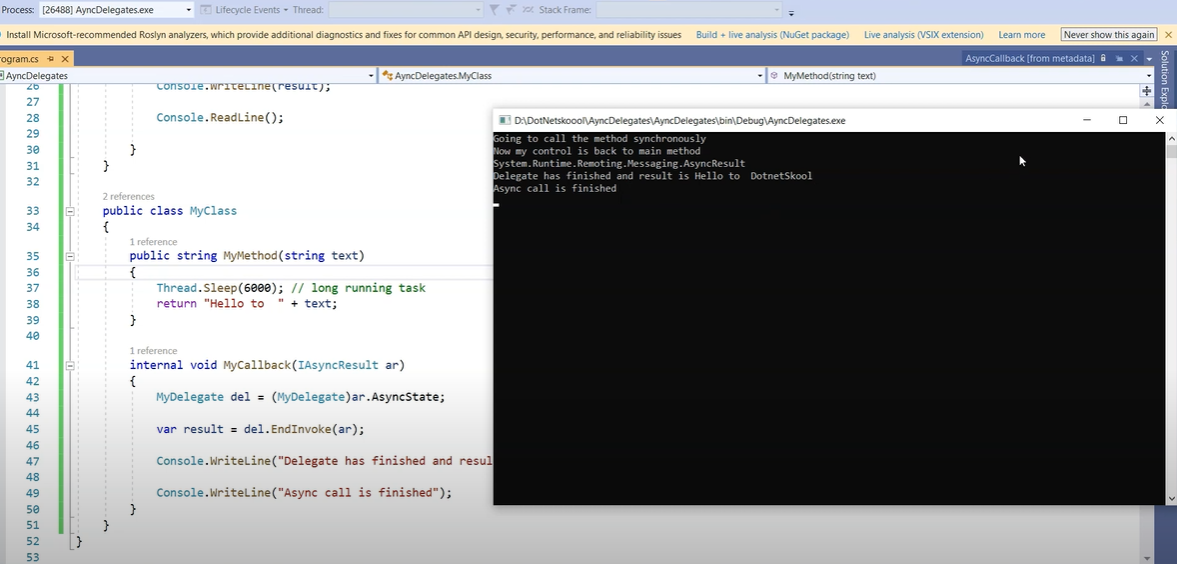 Process: [26488] AyncDelegates.exe Lifecycle Events Thread: Stack Frame:
Install Microsoft-recommended Roslyn analyzers, which provide additional diagnostics and fixes for common API design, security, performance, and reliability issues Build + live analysis (NuGet package) Live analysis (VSIX extension) Learn more Never show this again
rogram.cs AsyncCallback [from metadata]
AyncDelegates AyncDelegates.MyClass MyMethod(string text)
Solution Explo
26 Console.WriteLine(result);
27
28 Console.ReadLine();
29
30 }
31 }
32
2 references
33 public class MyClass
34 {
1 reference
35 public string MyMethod(string text)
36 {
37 Thread.Sleep(6000); // long running task
38 return "Hello to  " + text;
39 }
40
1 reference
41 internal void MyCallback(IAsyncResult ar)
42 {
43 MyDelegate del = (MyDelegate)ar.AsyncState;
44
45 var result = del.EndInvoke(ar);
46
47 Console.WriteLine("Delegate has finished and resul
48
49 Console.WriteLine("Async call is finished");
50 }
51 }
52 }
53
D:\DotNetskoool\AyncDelegates\AyncDelegates\bin\Debug\AyncDelegates.exe
Going to call the method synchronously
Now my control is back to main method
System.Runtime.Remoting.Messaging.AsyncResult
Delegate has finished and result is Hello to  DotnetSkool
Async call is finished